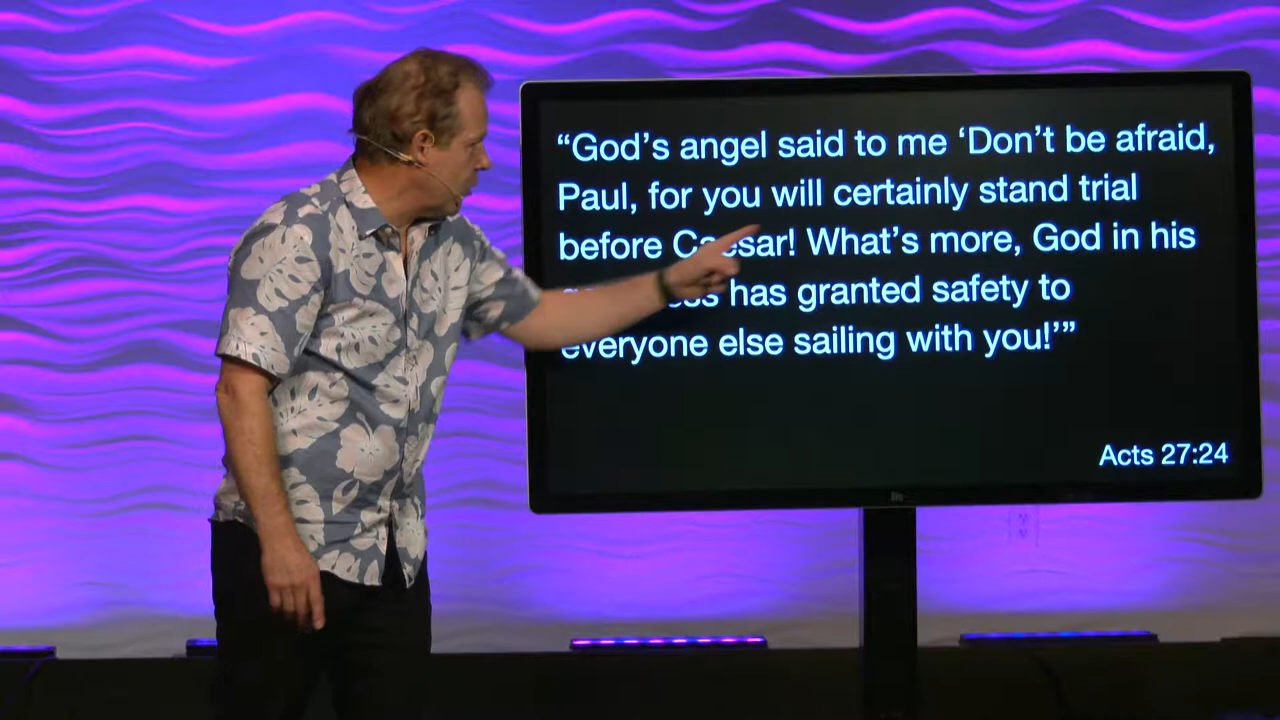 “God’s angel said to me ‘Don’t be afraid,
Paul, for you will certainly stand trial
before Caesar! What’s more, God in his
has granted safety to
everyone else sailing with you!’”
Acts 27:24